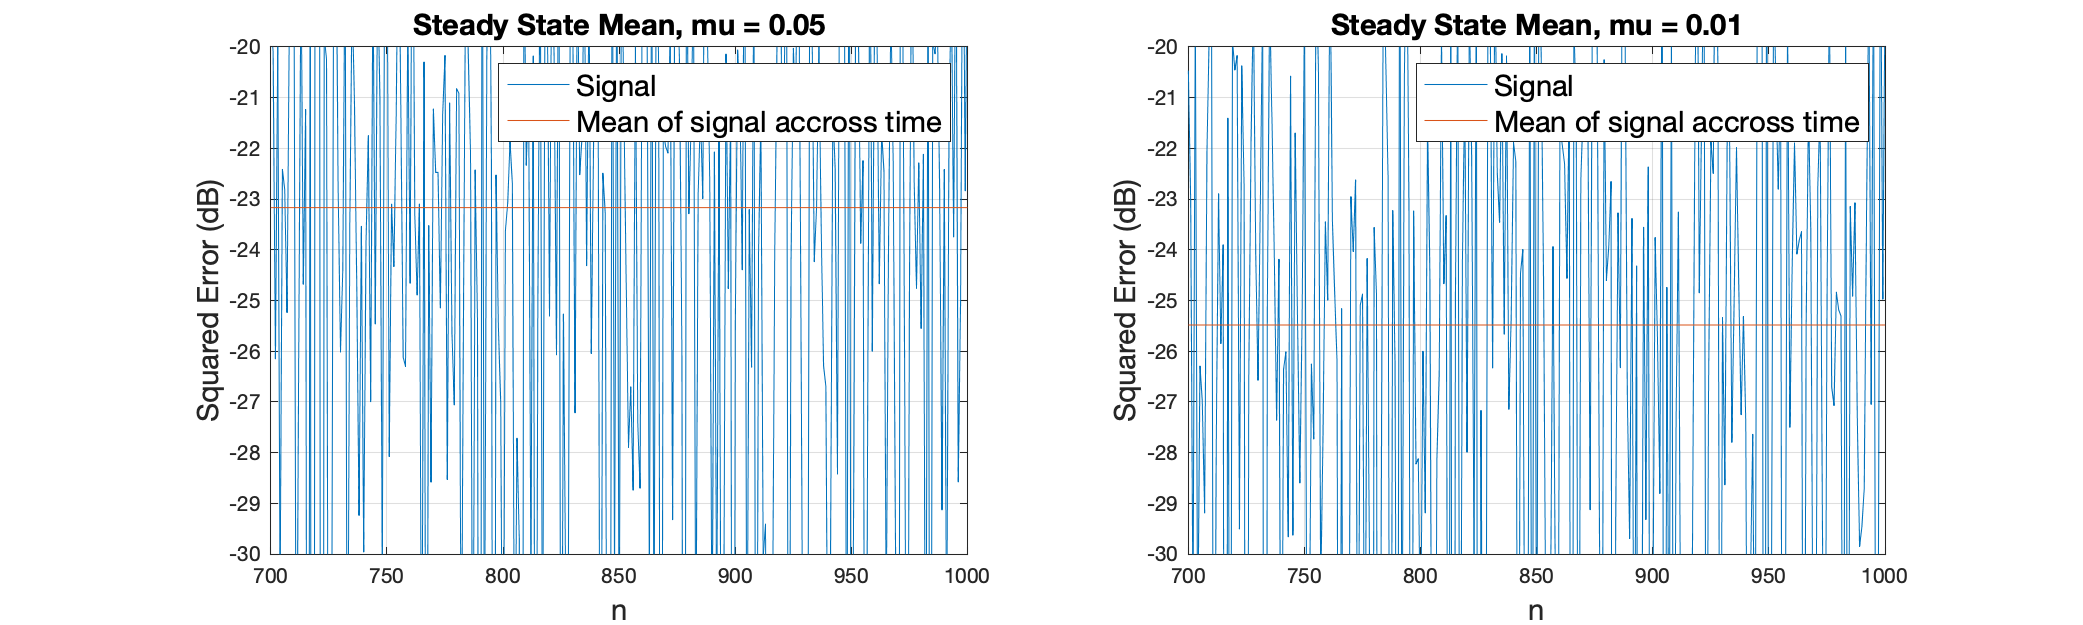 Steady State Mean, mu = 0.05
Squared Error (dB)
-20
-21
-22
-23
-24
-25
-26
-27
-28
-29
-30
Signal
Mean of signal accross time
700 750 800 850 900 950 1000
n
Steady State Mean, mu = 0.01
Squared Error (dB)
-20
-21
-22
-23
-24
-25
-26
-27
-28
-29
-30
Signal
Mean of signal accross time
700 750 800 850 900 950 1000
n